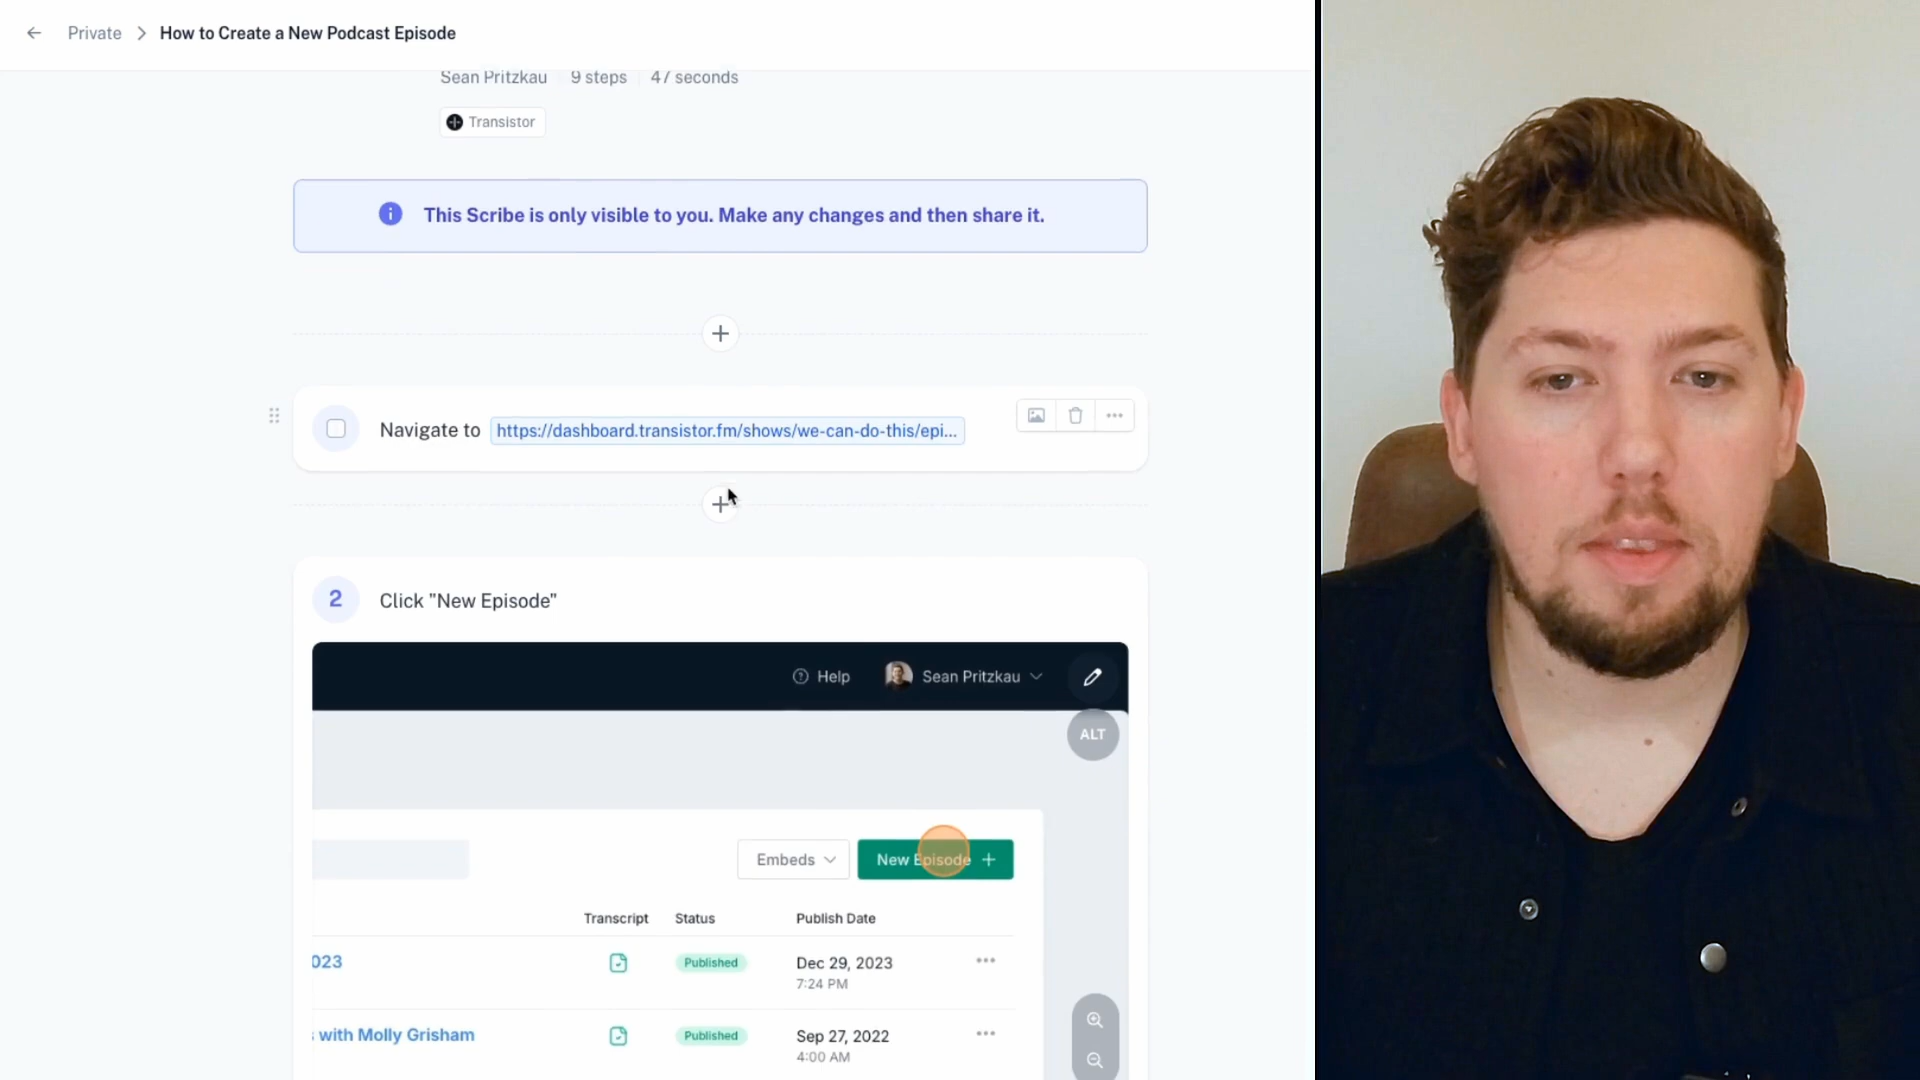 Private > How to Create a New Podcast Episode
Sean Pritzkau 9 steps 47 seconds
Transistor
This Scribe is only visible to you. Make any changes and then share it.
Navigate to https://dashboard.transistor.fm/shows/we-can-do-this/epi...
2 Click "New Episode"
Help Sean Pritzkau
ALT
Embeds New Episode +
Transcript Status Publish Date
023 Published Dec 29, 2023
7:24 PM
with Molly Grisham Published Sep 27, 2022
4:00 AM